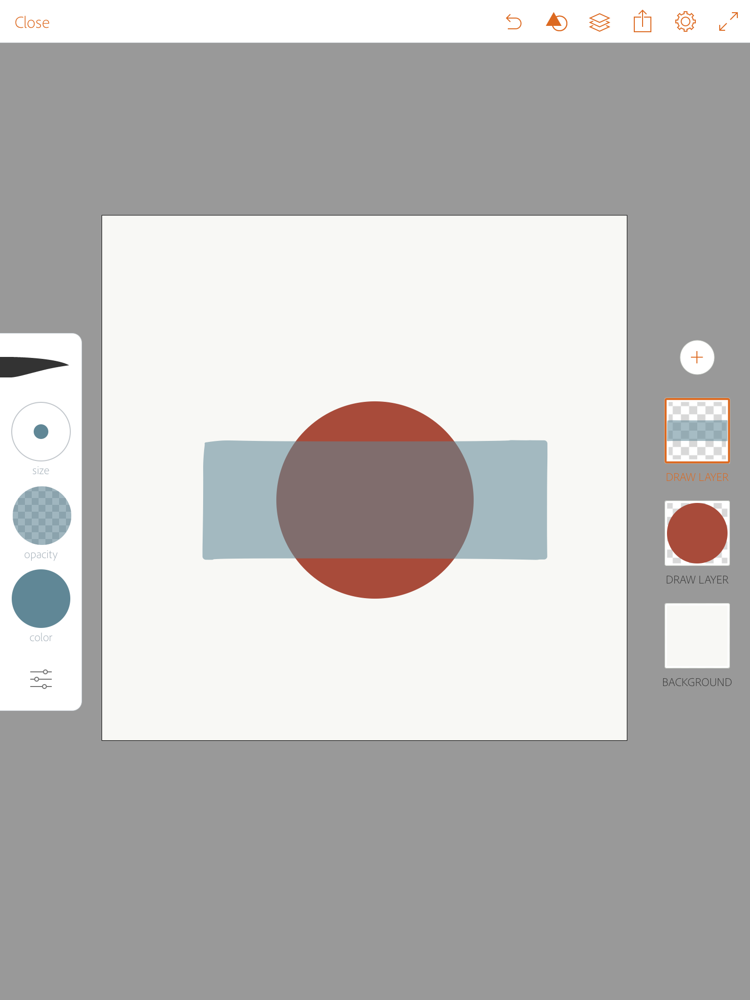 Close
size
opacity
color
DRAW LAYER
DRAW LAYER
BACKGROUND